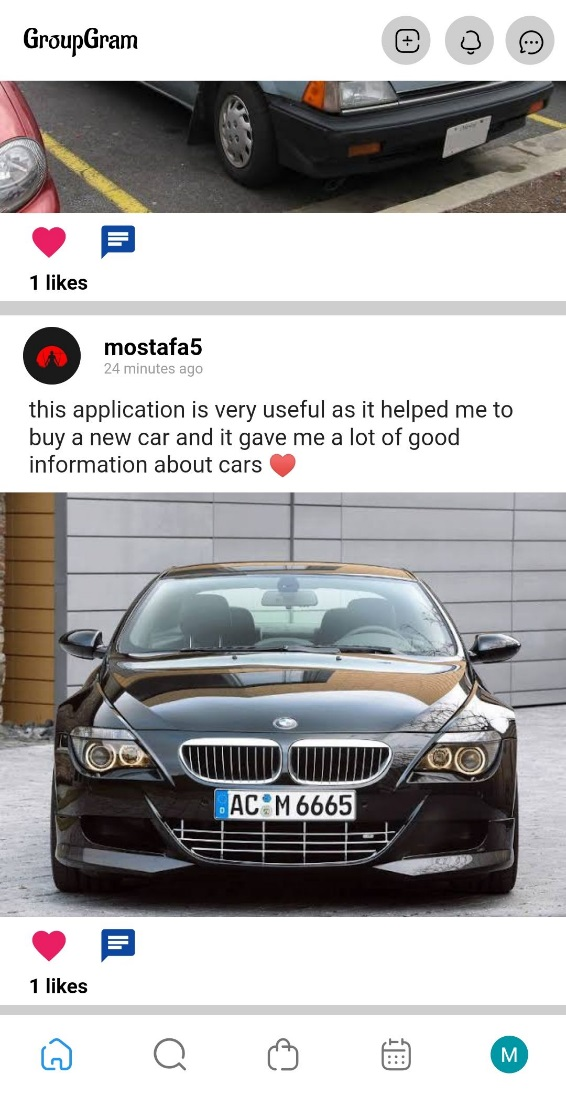 GroupGram
1 likes
mostafa5
24 minutes ago
this application is very useful as it helped me to
buy a new car and it gave me a lot of good
information about cars ❤️
AC M 6665
1 likes
M